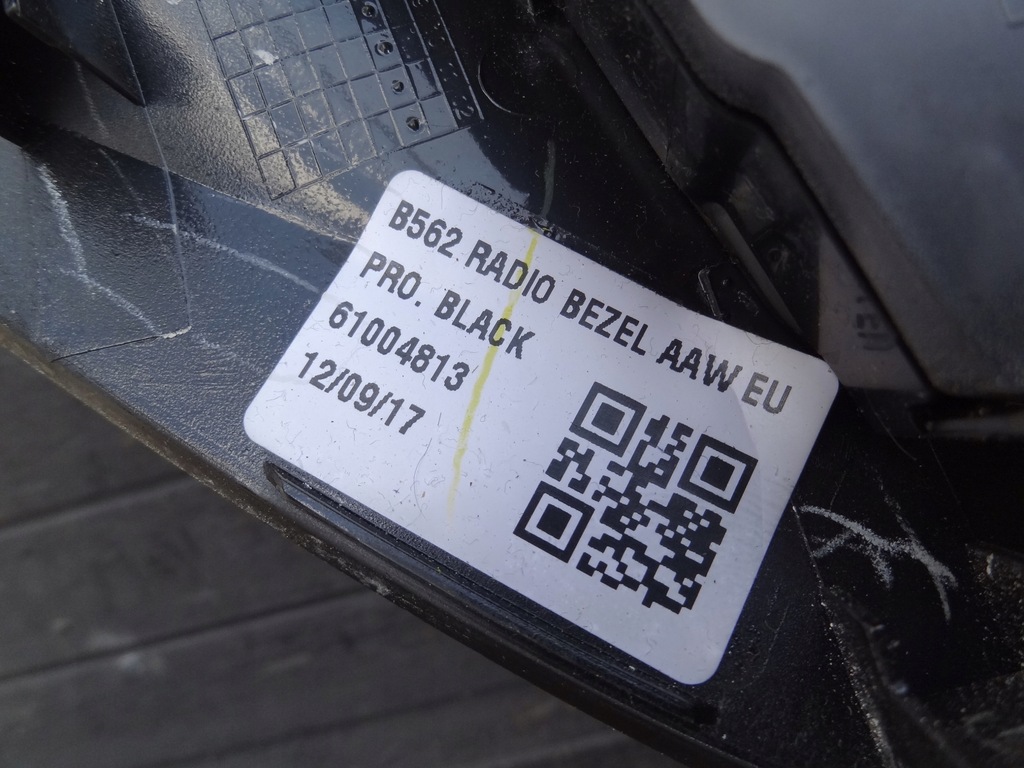 B562 RADIO BEZEL AAW EU
PRO. BLACK
61004813
12/09/17